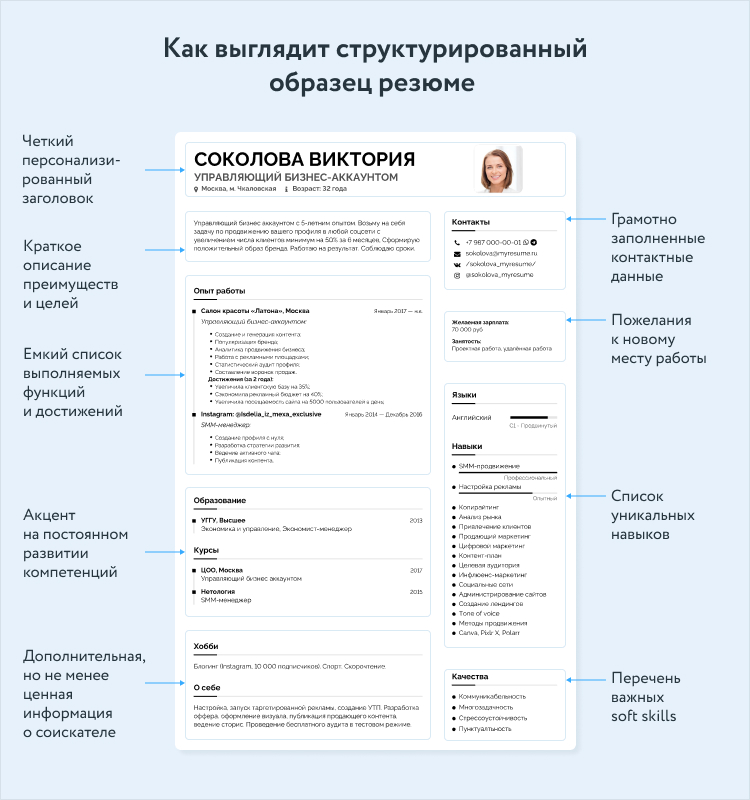 Как выглядит структурированный
образец резюме
Четкий
персонализи-
рованный
заголовок
Краткое
описание
преимуществ
и целей
Емкий список
выполняемых
функций
и достижений
Акцент
на постоянном
развитии
компетенций
Дополнительная,
но не менее
ценная
информация
о соискателе
СОКОЛОВА ВИКТОРИЯ
УПРАВЛЯЮЩИЙ БИЗНЕС-АККАУНТОМ
Москва, м. Чкаловская Возраст: 32 года
Управляющий бизнес аккаунтом с 5-летним опытом. Возьму на себя
задачу по продвижению вашего профиля в любой соцсети с
увеличением числа клиентов минимум на 50% за 6 месяцев. Сформирую
положительный образ бренда. Работаю на результат. Соблюдаю сроки.
Опыт работы
Салон красоты «Латона», Москва Январь 2017 — н.в.
Управляющий бизнес-аккаунтом:
Создание и генерация контента;
Популяризация бренда;
Аналитика продвижения бизнеса;
Работа с рекламными площадками;
Статистический аудит профиля;
Составление воронок продаж.
Достижения (за 2 года):
Увеличила клиентскую базу на 35%;
Сэкономила рекламный бюджет на 40%;
Увеличила посещаемость сайта на 5000 пользователей в день.
Instagram: @lsdelia_iz_mexa_exclusive Январь 2014 — Декабрь 2016
SMM-менеджер:
Создание профиля с нуля;
Разработка стратегии развития;
Ведение активного чата;
Публикация контента.
Образование
УГГУ, Высшее 2013
Экономика и управление, Экономист-менеджер
Курсы
ЦОО, Москва 2017
Управляющий бизнес аккаунтом
Нетология 2015
SMM-менеджер
Хобби
Блогинг (Instagram, 10 000 подписчиков). Спорт. Скорочтение.
О себе
Настройка, запуск таргетированной рекламы, создание УТП. Разработка
оффера, оформление визуала, публикация продающего контента,
ведение сторис. Проведение бесплатного аудита в тестовом режиме.
Контакты
+7 987 000-00-01
sokolova@myresume.ru
/sokolova_myresume/
@sokolova_myresume
Желаемая зарплата:
70 000 руб
Занятость:
Проектная работа, удалённая работа
Языки
Английский
C1 - Продвинутый
Навыки
SMM-продвижение
Профессиональный
Настройка рекламы
Опытный
Копирайтинг
Анализ рынка
Привлечение клиентов
Продающий маркетинг
Цифровой маркетинг
Контент-план
Целевая аудитория
Инфлюенс-маркетинг
Социальные сети
Администрирование сайтов
Создание лендингов
Tone of voice
Методы продвижения
Canva, Pixlr X, Polarr
Качества
Коммуникабельность
Многозадачность
Стрессоустойчивость
Пунктуальность
Грамотно
заполненные
контактные
данные
Пожелания
к новому
месту работы
Список
уникальных
навыков
Перечень
важных
soft skills